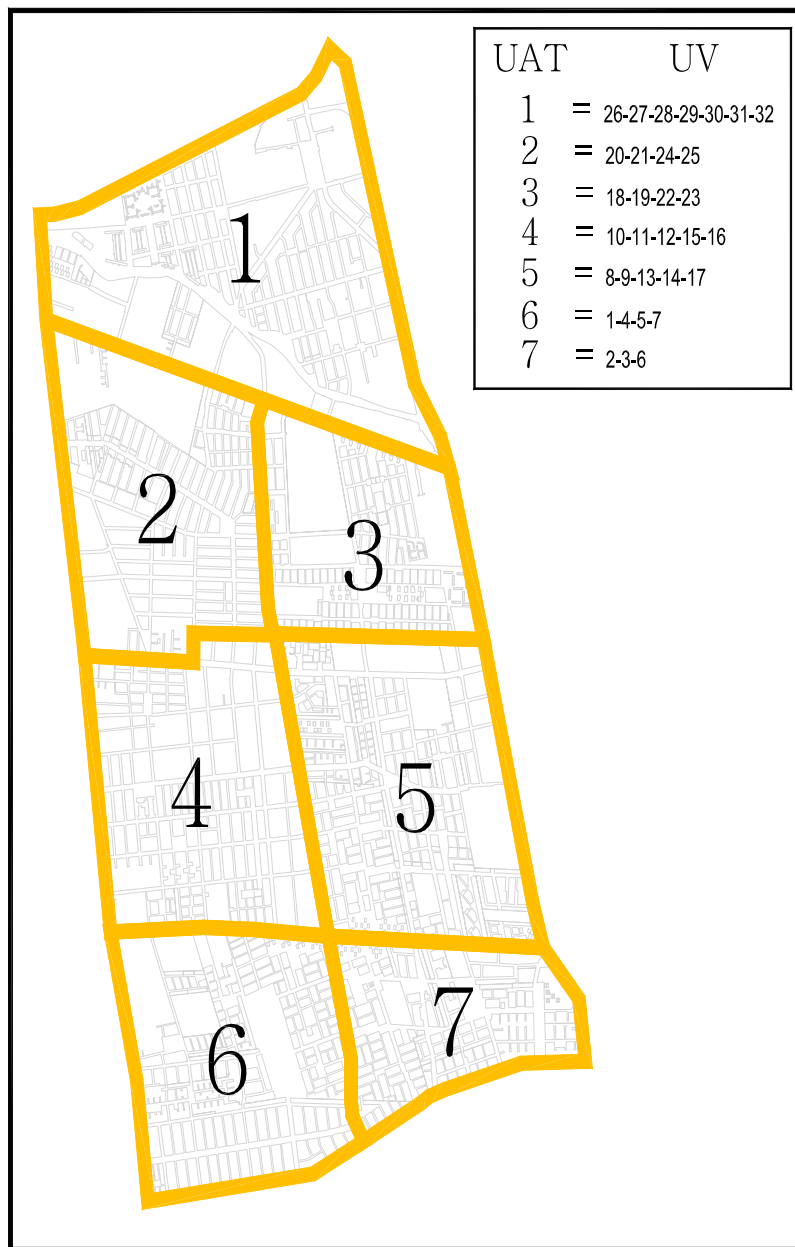 UAT UV
1 = 26-27-28-29-30-31-32
2 = 20-21-24-25
3 = 18-19-22-23
4 = 10-11-12-15-16
5 = 8-9-13-14-17
6 = 1-4-5-7
7 = 2-3-6
1
2
3
4
5
6
7